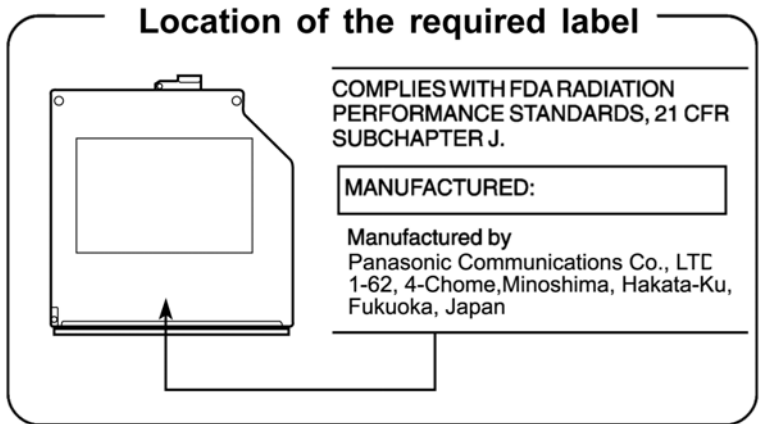 Location of the required label
COMPLIES WITH FDA RADIATION
PERFORMANCE STANDARDS, 21 CFR
SUBCHAPTER J.
MANUFACTURED:
Manufactured by
Panasonic Communications Co., LTD
1-62, 4-Chome,Minoshima, Hakata-Ku,
Fukuoka, Japan